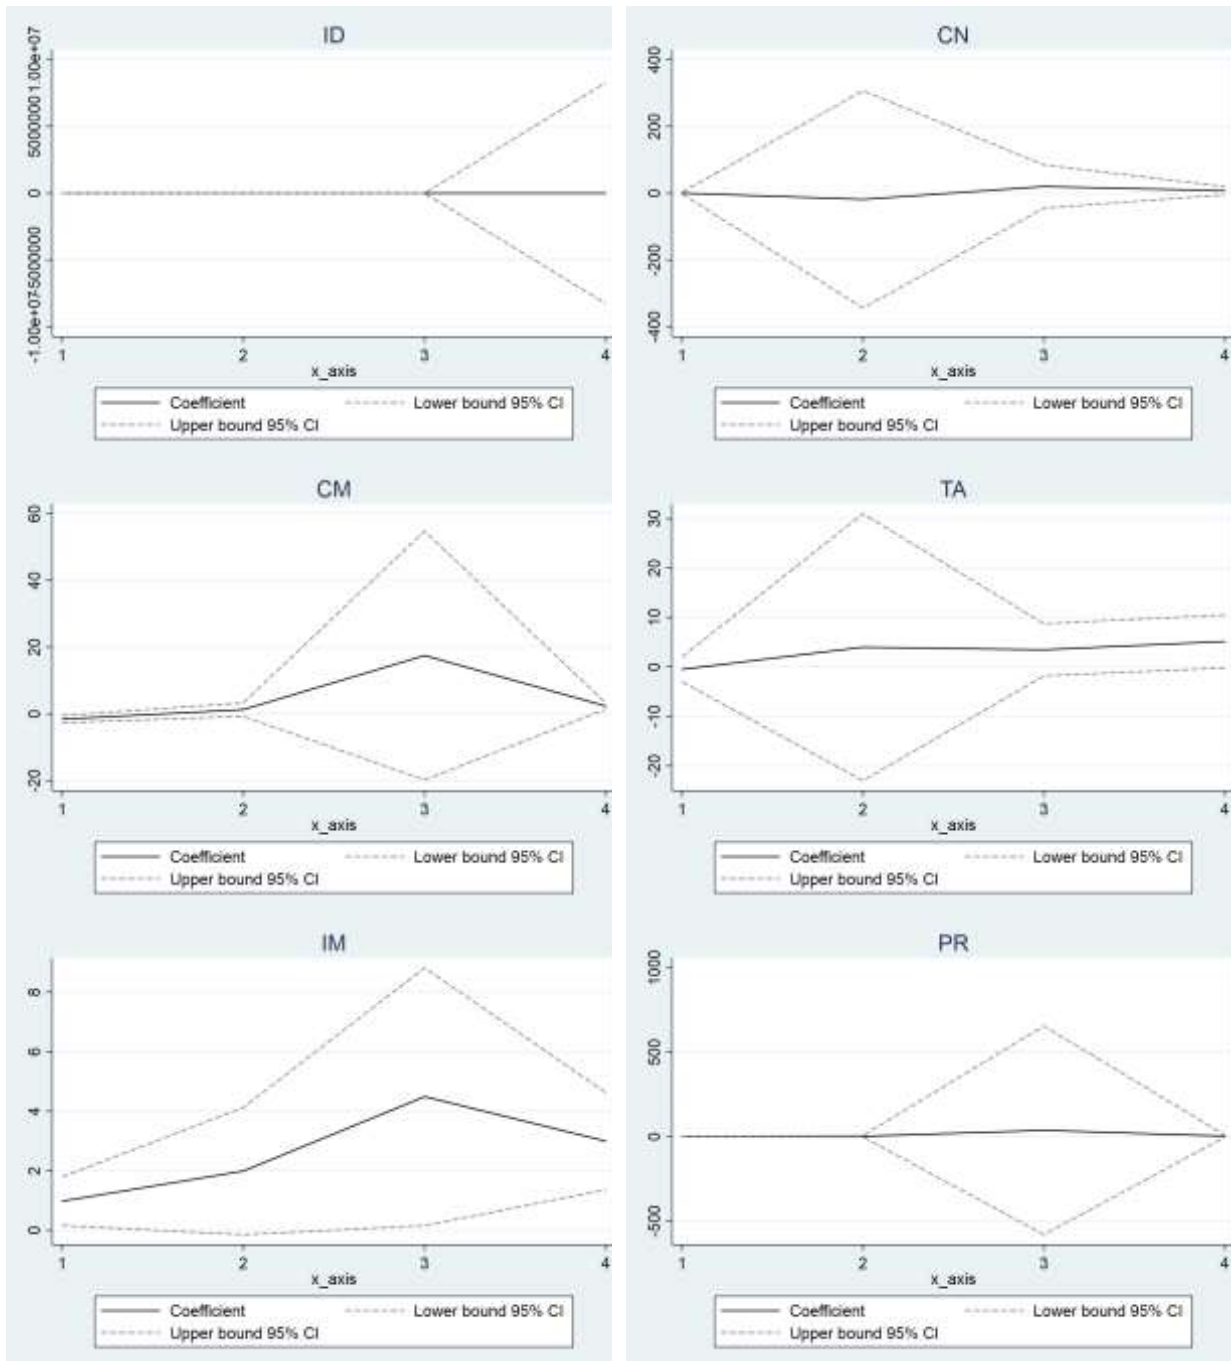 ID
1.00e+07
5000000
0
-5000000
-1.00e+07
1 2 3 4
x_axis
Coefficient Lower bound 95% CI
Upper bound 95% CI
CN
400
200
0
-200
-400
1 2 3 4
x_axis
Coefficient Lower bound 95% CI
Upper bound 95% CI
CM
60
40
20
0
-20
1 2 3 4
x_axis
Coefficient Lower bound 95% CI
Upper bound 95% CI
TA
30
20
10
0
-10
-20
1 2 3 4
x_axis
Coefficient Lower bound 95% CI
Upper bound 95% CI
IM
8
6
4
2
0
1 2 3 4
x_axis
Coefficient Lower bound 95% CI
Upper bound 95% CI
PR
1000
500
0
-500
1 2 3 4
x_axis
Coefficient Lower bound 95% CI
Upper bound 95% CI